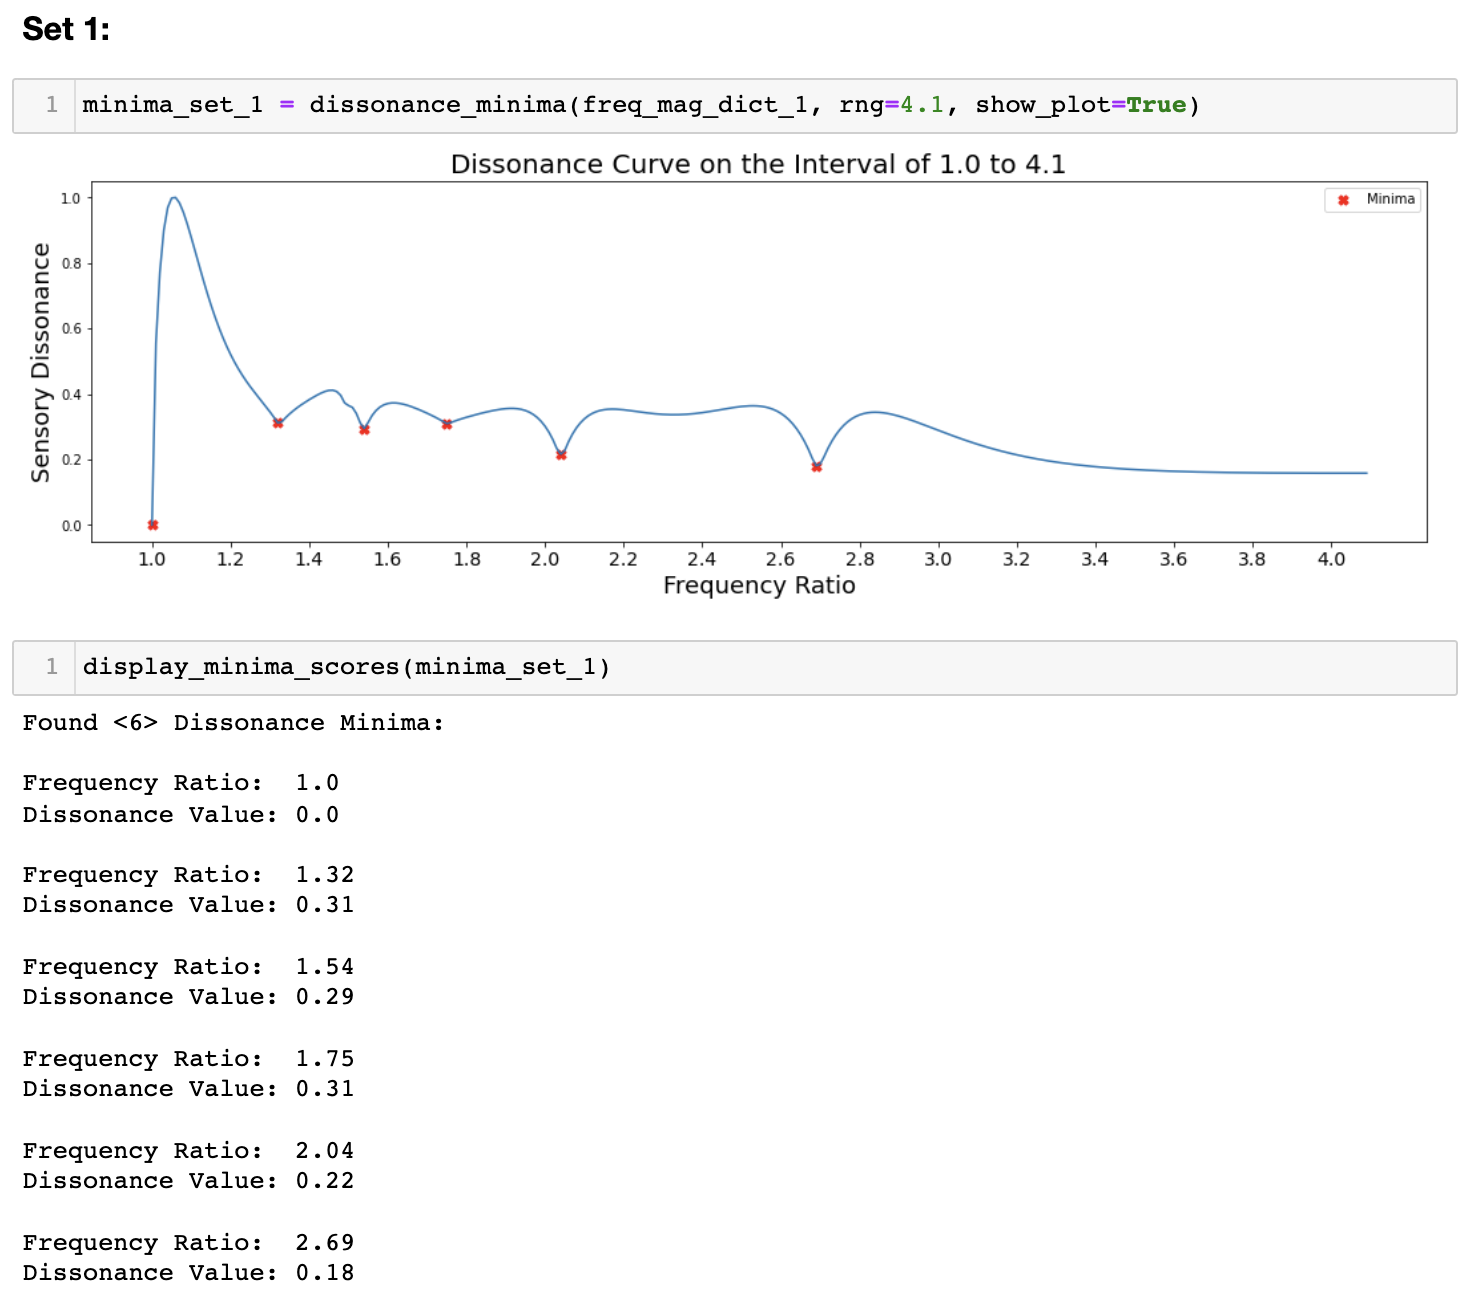 Set 1:
1 minima_set_1 = dissonance_minima(freq_mag_dict_1, rng=4.1, show_plot=True)
Dissonance Curve on the Interval of 1.0 to 4.1
Minima
Sensory Dissonance
1.0
0.8
0.6
0.4
0.2
0.0
1.0 1.2 1.4 1.6 1.8 2.0 2.2 2.4 2.6 2.8 3.0 3.2 3.4 3.6 3.8 4.0
Frequency Ratio
1 display_minima_scores(minima_set_1)
Found <6> Dissonance Minima:
Frequency Ratio: 1.0
Dissonance Value: 0.0
Frequency Ratio: 1.32
Dissonance Value: 0.31
Frequency Ratio: 1.54
Dissonance Value: 0.29
Frequency Ratio: 1.75
Dissonance Value: 0.31
Frequency Ratio: 2.04
Dissonance Value: 0.22
Frequency Ratio: 2.69
Dissonance Value: 0.18